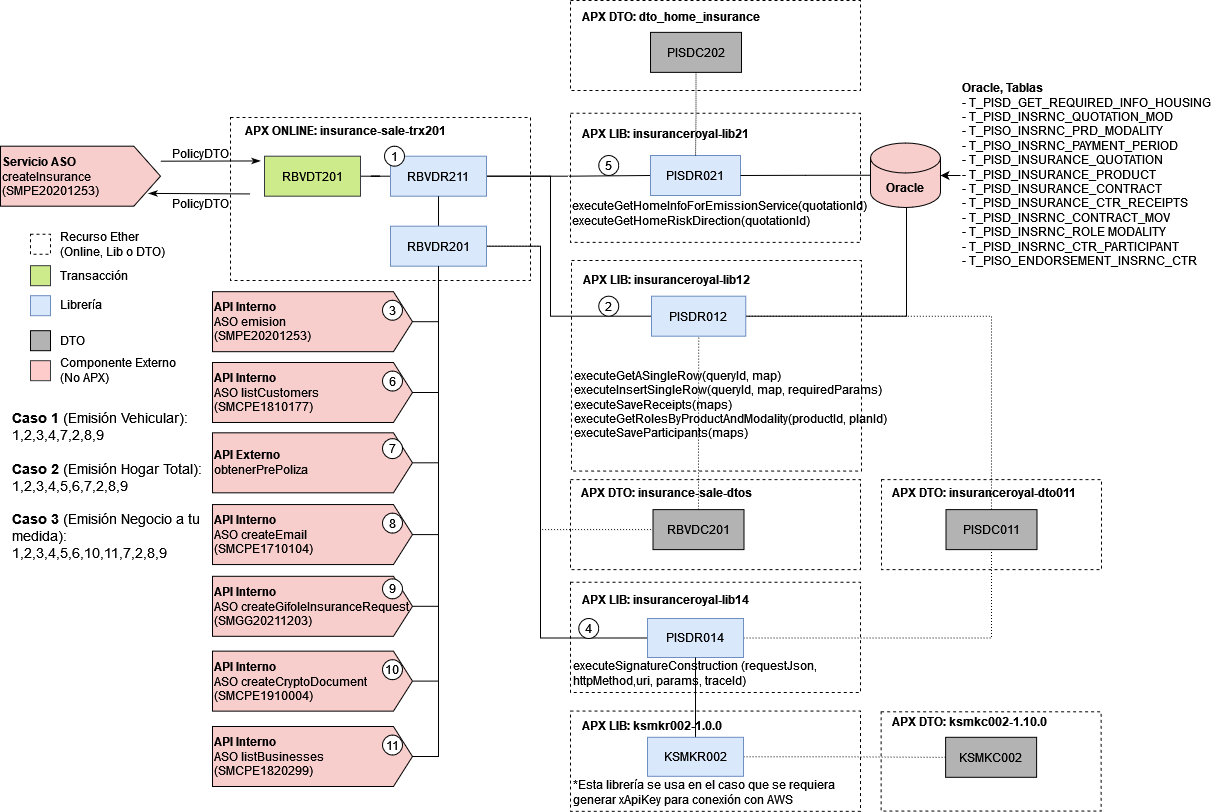 APX DTO: dto_home_insurance
PISDC202
Oracle, Tablas
- T_PISD_GET_REQUIRED_INFO_HOUSING
- T_PISD_INSRNC_QUOTATION_MOD
- T_PISO_INSRNC_PRD_MODALITY
- T_PISO_INSRNC_PAYMENT_PERIOD
- T_PISD_INSURANCE_QUOTATION
- T_PISD_INSURANCE_PRODUCT
- T_PISD_INSURANCE_CONTRACT
- T_PISD_INSURANCE_CTR_RECEIPTS
- T_PISD_INSRNC_CONTRACT_MOV
- T_PISD_INSRNC_ROLE MODALITY
- T_PISD_INSRNC_CTR_PARTICIPANT
- T_PISO_ENDORSEMENT_INSRNC_CTR
Oracle
APX ONLINE: insurance-sale-trx201
Servicio ASO
createInsurance
(SMPE20201253)
PolicyDTO
PolicyDTO
RBVDT201
1
RBVDR211
RBVDR201
APX LIB: insuranceroyal-lib21
5
PISDR021
executeGetHomeInfoForEmissionService(quotationId)
executeGetHomeRiskDirection(quotationId)
Recurso Ether
(Online, Lib o DTO)
Transacción
Librería
DTO
Componente Externo
(No APX)
Caso 1 (Emisión Vehicular):
1,2,3,4,7,2,8,9
Caso 2 (Emisión Hogar Total):
1,2,3,4,5,6,7,2,8,9
Caso 3 (Emisión Negocio a tu
medida):
1,2,3,4,5,6,10,11,7,2,8,9
API Interno
ASO emision
(SMPE20201253)
3
API Interno
ASO listCustomers
(SMCPE1810177)
6
API Externo
obtenerPrePoliza
7
API Interno
ASO createEmail
(SMCPE1710104)
8
API Interno
ASO createGifoleInsuranceRequest
(SMGG20211203)
9
API Interno
ASO createCryptoDocument
(SMCPE1910004)
10
API Interno
ASO listBusinesses
(SMCPE1820299)
11
APX LIB: insuranceroyal-lib12
2
PISDR012
executeGetASingleRow(queryId, map)
executeInsertSingleRow(queryId, map, requiredParams)
executeSaveReceipts(maps)
executeGetRolesByProductAndModality(productId, planId)
executeSaveParticipants(maps)
APX DTO: insurance-sale-dtos
RBVDC201
APX DTO: insuranceroyal-dto011
PISDC011
APX LIB: insuranceroyal-lib14
4
PISDR014
executeSignatureConstruction (requestJson,
httpMethod,uri, params, traceId)
APX LIB: ksmkr002-1.0.0
KSMKR002
*Esta librería se usa en el caso que se requiera
generar xApiKey para conexión con AWS
APX DTO: ksmkc002-1.10.0
KSMKC002